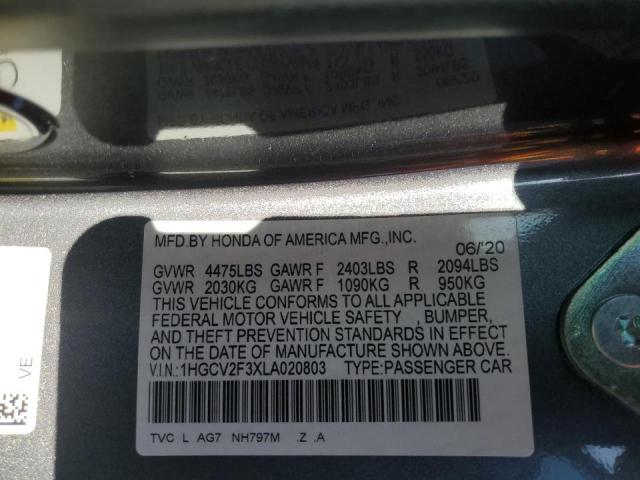 MFD.BY HONDA OF AMERICA MFG.,INC.
06/'20
GVWR 4475LBS GAWR F 2403LBS R 2094LBS
GVWR 2030KG GAWR F 1090KG R 950KG
THIS VEHICLE CONFORMS TO ALL APPLICABLE
FEDERAL MOTOR VEHICLE SAFETY , BUMPER,
AND THEFT PREVENTION STANDARDS IN EFFECT
ON THE DATE OF MANUFACTURE SHOWN ABOVE.
V.I.N.:1HGCV2F3XLA020803 TYPE:PASSENGER CAR
TVC L AG7 NH797M .Z .A
VE